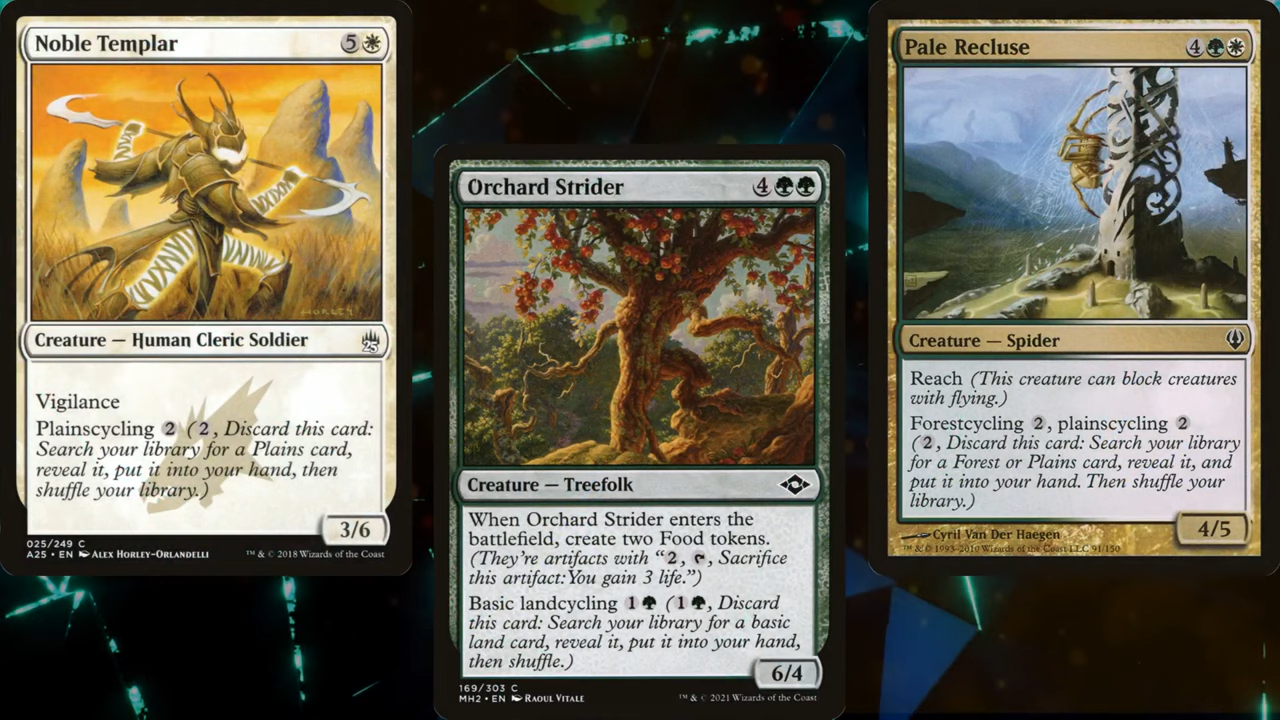 Noble Templar
5
Creature — Human Cleric Soldier
25
Vigilance
Plainscycling 2 (2, Discard this card:
Search your library for a Plains card,
reveal it, put it into your hand, then
shuffle your library.)
3/6
025/249 C
A25 • EN Alex Horley-Orlandelli
™ & © 2018 Wizards of the Coast
HORLEY
Orchard Strider
4
Creature — Treefolk
When Orchard Strider enters the
battlefield, create two Food tokens.
(They're artifacts with “2, , Sacrifice
this artifact:You gain 3 life.”)
Basic landcycling 1 (1 , Discard
this card: Search your library for a basic
land card, reveal it, put it into your hand,
then shuffle.)
6/4
169/303 C
MH2 • EN Raoul Vitale
™ & © 2021 Wizards of the Coast
Pale Recluse
4
Creature — Spider
Reach (This creature can block creatures
with flying.)
Forestcycling 2, plainscycling 2
(2, Discard this card: Search your library
for a Forest or Plains card, reveal it, and
put it into your hand. Then shuffle your
library.)
Cyril Van Der Haegen
4/5
™ & © 1993-2010 Wizards of the Coast LLC 91/150